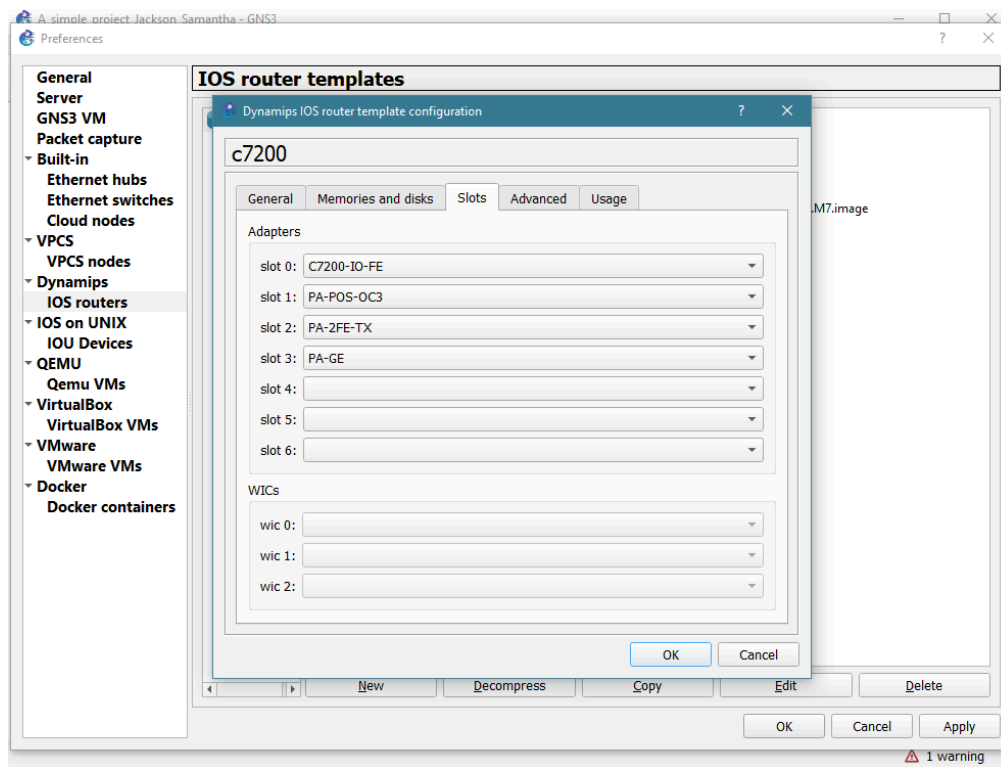 A simple project Jackson Samantha - GNS3
Preferences
General
Server
GNS3 VM
Packet capture
Built-in
Ethernet hubs
Ethernet switches
Cloud nodes
VPCS
VPCS nodes
Dynamips
IOS routers
IOS on UNIX
IOU Devices
QEMU
Qemu VMs
VirtualBox
VirtualBox VMs
VMware
VMware VMs
Docker
Docker containers
IOS router templates
Dynamips IOS router template configuration
c7200
General Memories and disks Slots Advanced Usage
Adapters
slot 0: C7200-IO-FE
slot 1: PA-POS-OC3
slot 2: PA-2FE-TX
slot 3: PA-GE
slot 4:
slot 5:
slot 6:
WICs
wic 0:
wic 1:
wic 2:
OK Cancel
.M7.image
New Decompress Copy Edit Delete
OK Cancel Apply
1 warning